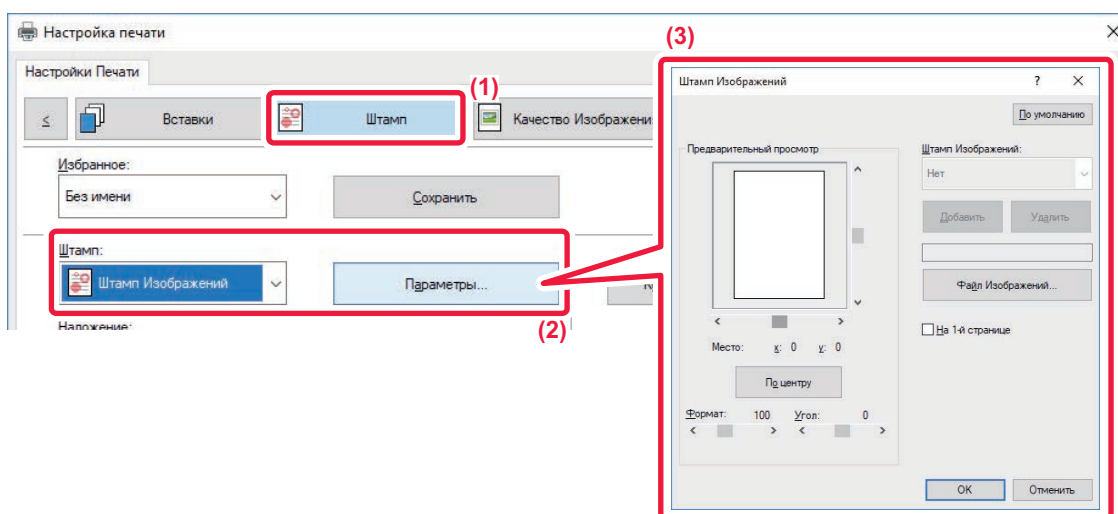 Настройка печати
Настройки Печати
(1)
≤
Вставки
Штамп
Качество Изображени
Избранное:
Без имени
Сохранить
Штамп:
Штамп Изображений
Параметры...
(2)
Наложение:
(3)
Штамп Изображений
?
По умолчанию
Предварительный просмотр
Штамп Изображений:
Нет
Добавить
Удалить
Файл Изображений...
На 1-й странице
Место: x: 0 y: 0
По центру
Формат: 100 Угол: 0
OK
Отменить